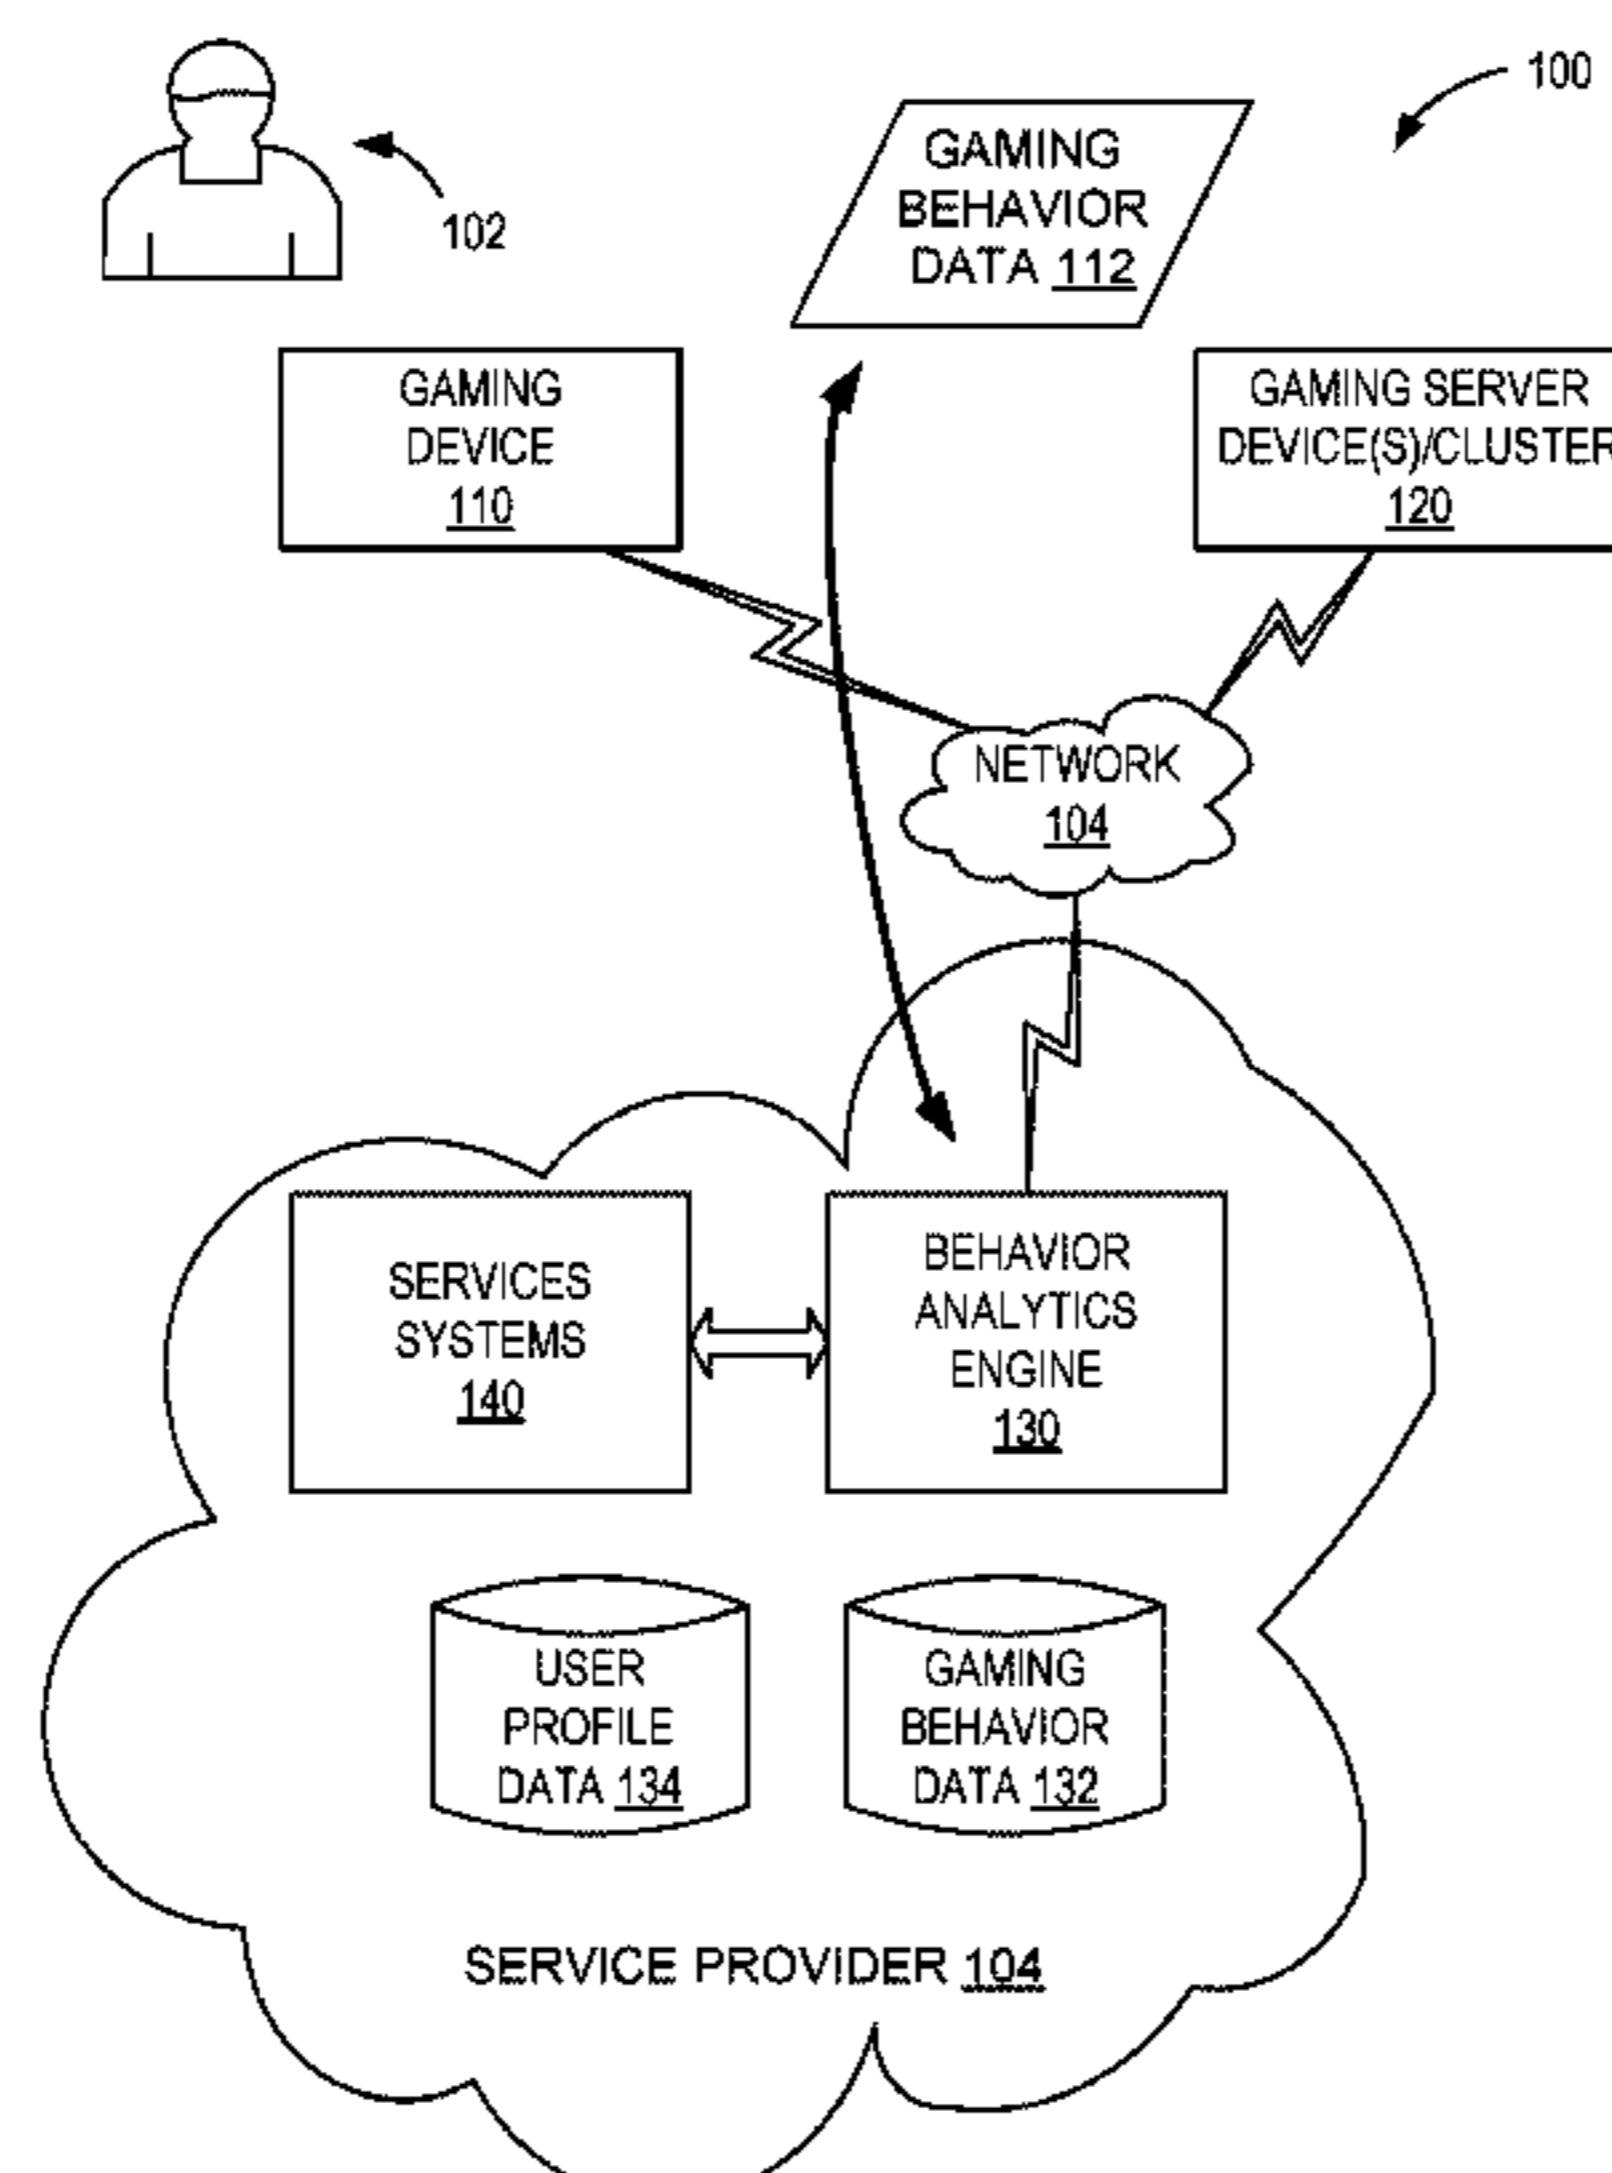 100
GAMING
BEHAVIOR
DATA 112
102
GAMING
DEVICE
110
GAMING SERVER
DEVICE(S)/CLUSTER
120
NETWORK
104
SERVICES
SYSTEMS
140
BEHAVIOR
ANALYTICS
ENGINE
130
USER
PROFILE
DATA 134
GAMING
BEHAVIOR
DATA 132
SERVICE PROVIDER 104